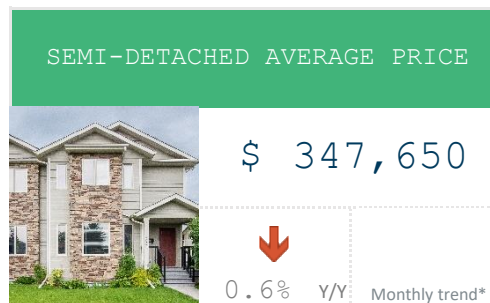 SEMI-DETACHED AVERAGE PRICE
$ 347,650
0.6% Y/Y Monthly trend*